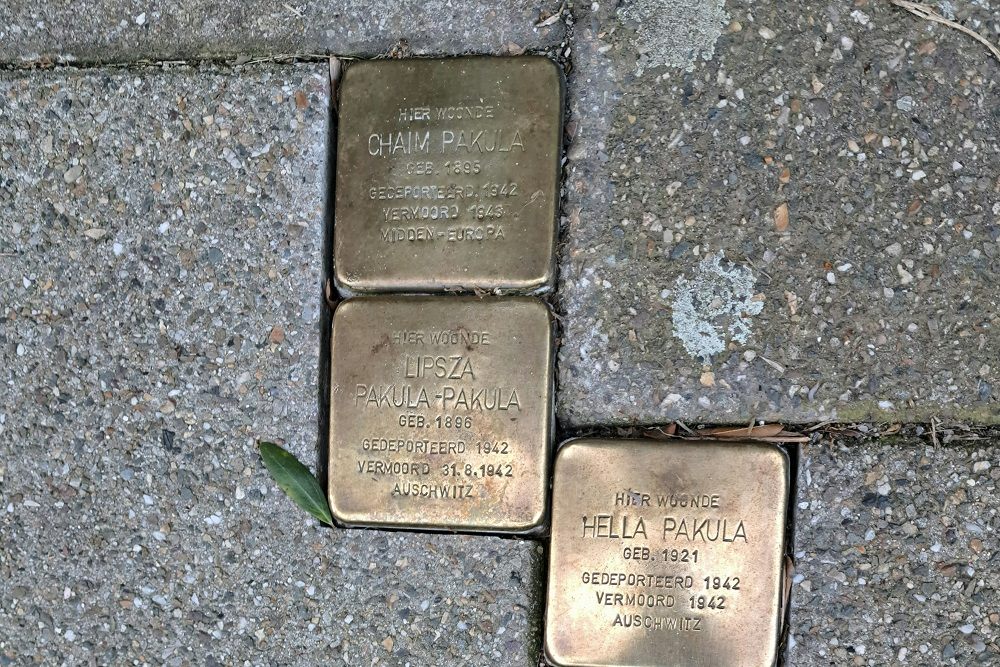 HIER WOONDE
CHAIM PAKULA
GEB. 1895
GEDEPORTEERD 1942
VERMOORD 1943
MIDDEN-EUROPA
HIER WOONDE
LIPSZA
PAKULA-PAKULA
GEB. 1896
GEDEPORTEERD 1942
VERMOORD 31.8.1942
AUSCHWITZ
HIER WOONDE
HELLA PAKULA
GEB. 1921
GEDEPORTEERD 1942
VERMOORD 1942
AUSCHWITZ